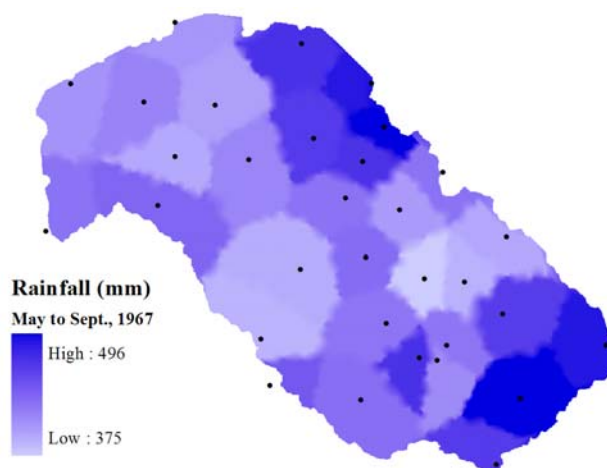 Rainfall (mm)
May to Sept., 1967
High : 496
Low : 375